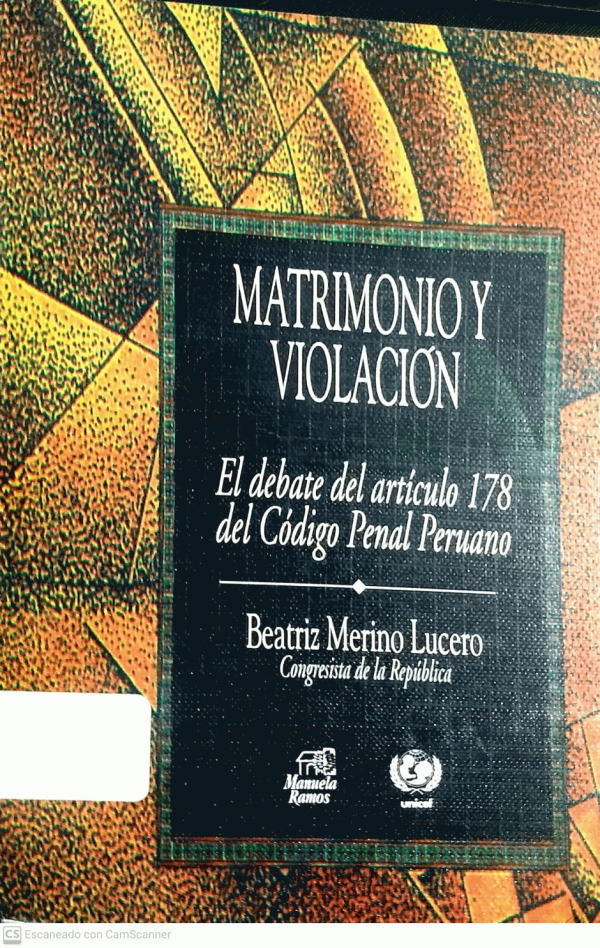 MATRIMONIO Y
VIOLACIÓN
El debate del artículo 178
del Código Penal Peruano
Beatriz Merino Lucero
Congresista de la República
Manuela
Ramos
unicef
CS Escaneado con CamScanner